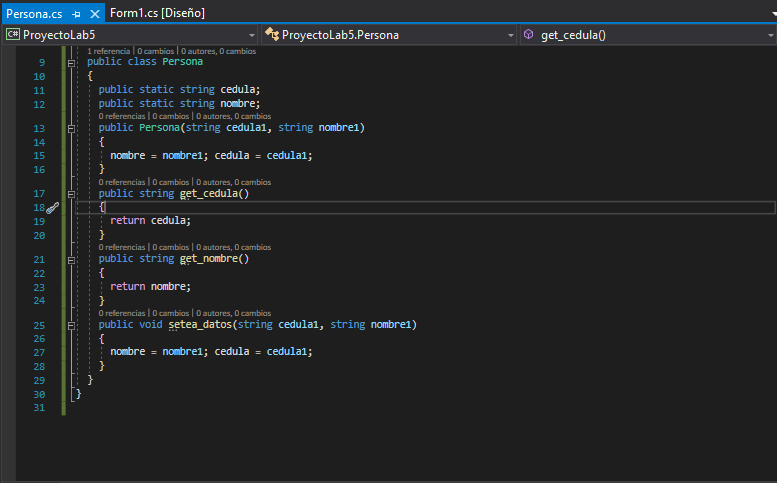 Persona.cs Form1.cs [Diseño]
C# ProyectoLab5 ProyectoLab5.Persona get_cedula()
1 referencia | 0 cambios | 0 autores, 0 cambios
9 public class Persona
10 {
11 public static string cedula;
12 public static string nombre;
0 referencias | 0 cambios | 0 autores, 0 cambios
13 public Persona(string cedula1, string nombre1)
14 {
15 nombre = nombre1; cedula = cedula1;
16 }
0 referencias | 0 cambios | 0 autores, 0 cambios
17 public string get_cedula()
18 {
19 return cedula;
20 }
0 referencias | 0 cambios | 0 autores, 0 cambios
21 public string get_nombre()
22 {
23 return nombre;
24 }
0 referencias | 0 cambios | 0 autores, 0 cambios
25 public void setea_datos(string cedula1, string nombre1)
26 {
27 nombre = nombre1; cedula = cedula1;
28 }
29 }
30 }
31